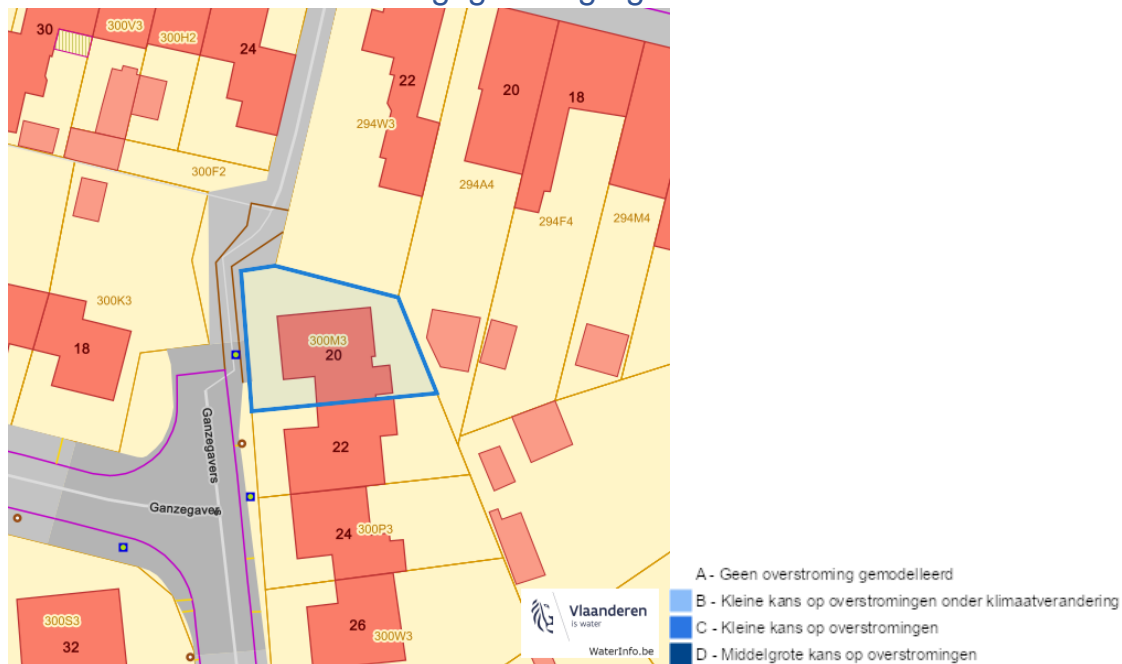 30
300V3
300H2
24
22
20
18
294W3
300F2
294A4
294F4
294M4
300K3
18
300M3
20
Ganzegavers
22
Ganzegavers
24
300P3
300S3
32
26
300W3
Vlaanderen
is water
WaterInfo.be
A - Geen overstroming gemodelleerd
B - Kleine kans op overstromingen onder klimaatverandering
C - Kleine kans op overstromingen
D - Middelgrote kans op overstromingen